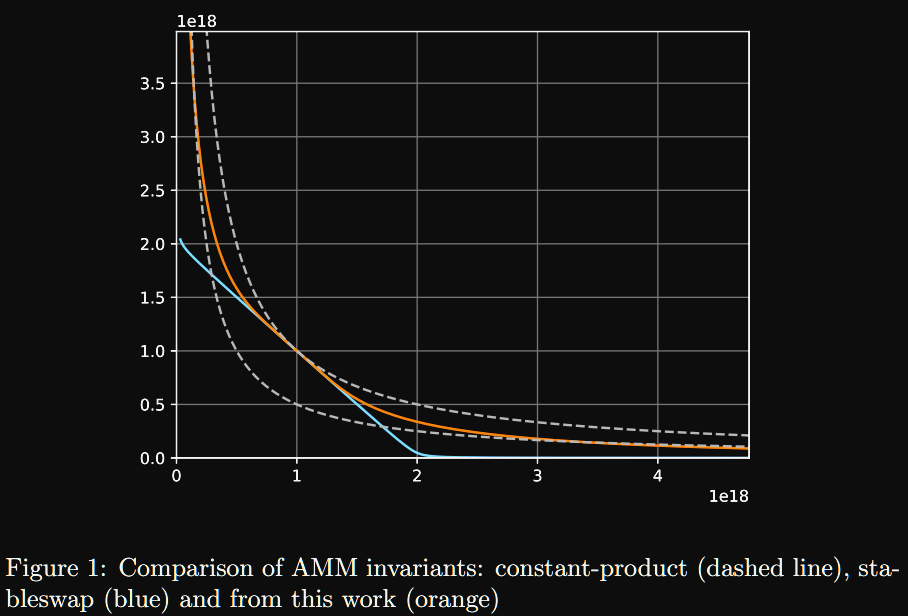 1e18
3.5
3.0
2.5
2.0
1.5
1.0
0.5
0.0
0 1 2 3 4
1e18
Figure 1: Comparison of AMM invariants: constant-product (dashed line), sta-
bleswap (blue) and from this work (orange)